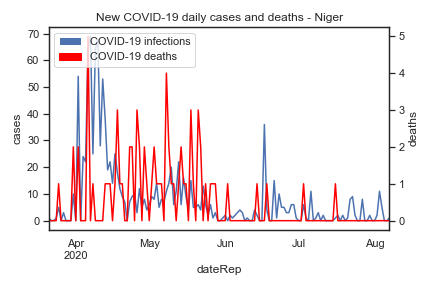 New COVID-19 daily cases and deaths - Niger
COVID-19 infections
COVID-19 deaths
70
60
50
40
30
20
10
0
cases
5
4
3
2
1
0
deaths
Apr
2020
May
Jun
Jul
Aug
dateRep